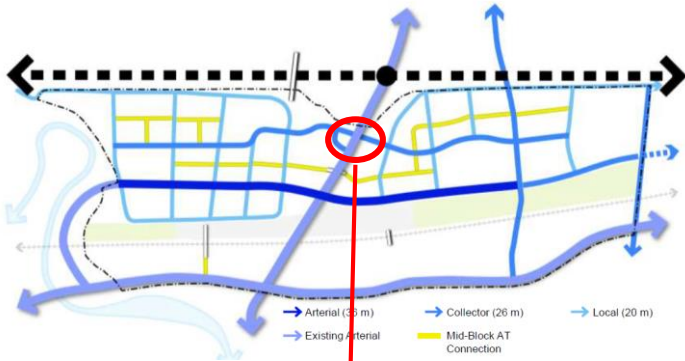 Arterial (36 m)
Collector (26 m)
Local (20 m)
Existing Arterial
Mid-Block AT
Connection